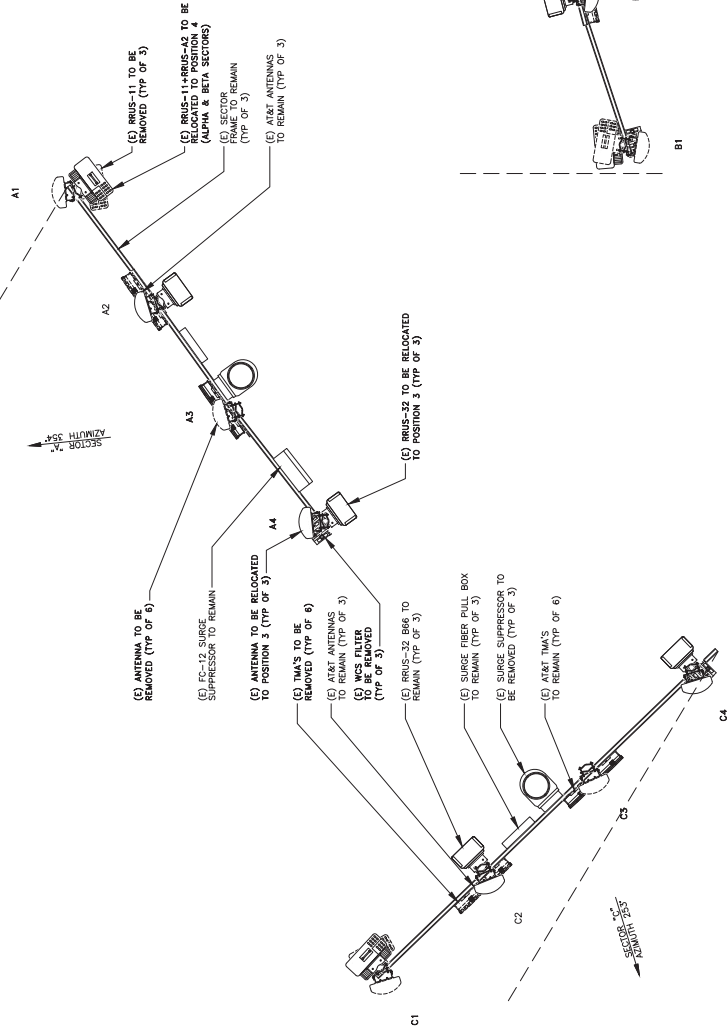 A1
(E) RRUS-11 TO BE
REMOVED (TYP OF 3)
(E) RRUS-11+RRUS-A2 TO BE
RELOCATED TO POSITION 4
(ALPHA & BETA SECTORS)
(E) SECTOR
FRAME TO REMAIN
(TYP OF 3)
(E) AT&T ANTENNAS
TO REMAIN (TYP OF 3)
A2
A3
A4
SECTOR "A"
AZIMUTH 354°
B1
(E) RRUS-32 TO BE RELOCATED
TO POSITION 3 (TYP OF 3)
(E) ANTENNA TO BE
REMOVED (TYP OF 6)
(E) FC-12 SURGE
SUPPRESSOR TO REMAIN
(E) ANTENNA TO BE RELOCATED
TO POSITION 3 (TYP OF 3)
(E) TMA'S TO BE
REMOVED (TYP OF 6)
(E) AT&T ANTENNAS
TO REMAIN (TYP OF 3)
(E) WCS FILTER
TO BE REMOVED
(TYP OF 3)
(E) RRUS-32 B66 TO
REMAIN (TYP OF 3)
(E) SURGE FIBER PULL BOX
TO REMAIN (TYP OF 3)
(E) SURGE SUPPRESSOR TO
BE REMOVED (TYP OF 3)
(E) AT&T TMA'S
TO REMAIN (TYP OF 6)
C1
C2
C3
C4
SECTOR "C"
AZIMUTH 253°